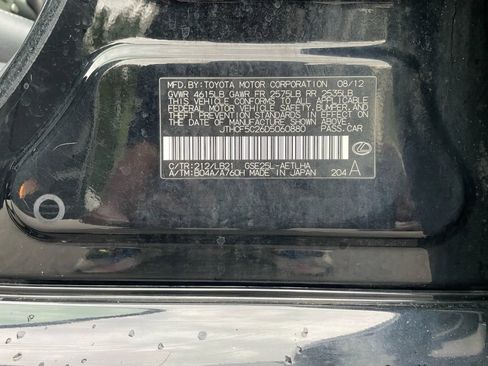 MFD.BY:TOYOTA MOTOR CORPORATION 08/12
GVWR 4615LB GAWR FR 2575LB RR 2535LB
THIS VEHICLE CONFORMS TO ALL APPLICABLE
FEDERAL MOTOR VEHICLE SAFETY, BUMPER, AND
THEFT PREVENTION STANDARDS IN EFFECT ON
THE DATE OF MANUFACTURE SHOWN ABOVE.
JTHCF5C26D5060880 PASS.CAR
C/TR:212/LB21 GSE25L-AETLHA
A/TM:B04A/A760H MADE IN JAPAN 204 A